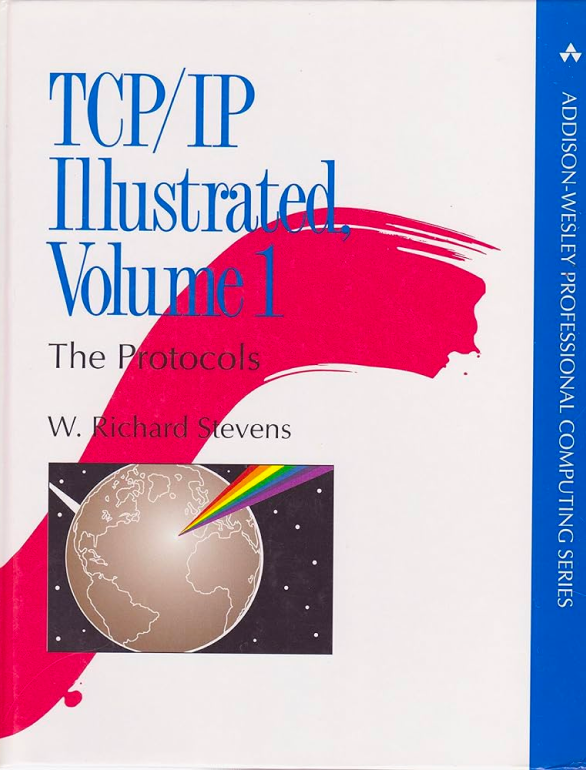 TCP/IP
Illustrated,
Volume 1
The Protocols
W. Richard Stevens
ADDISON-WESLEY PROFESSIONAL COMPUTING SERIES